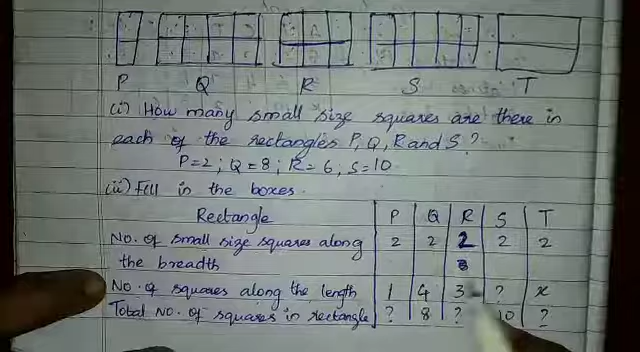 P Q R S T
(i) How many small size squares are there in
each of the rectangles P, Q, R and S ?
P=2 ; Q=8 ; R=6 ; S=10
(ii) Fill in the boxes.
Rectangle P Q R S T
No. of small size squares along 2 2 2 2 2
the breadth
No. of squares along the length 1 4 3 ? x
Total No. of squares in rectangle ? 8 ? 10 ?